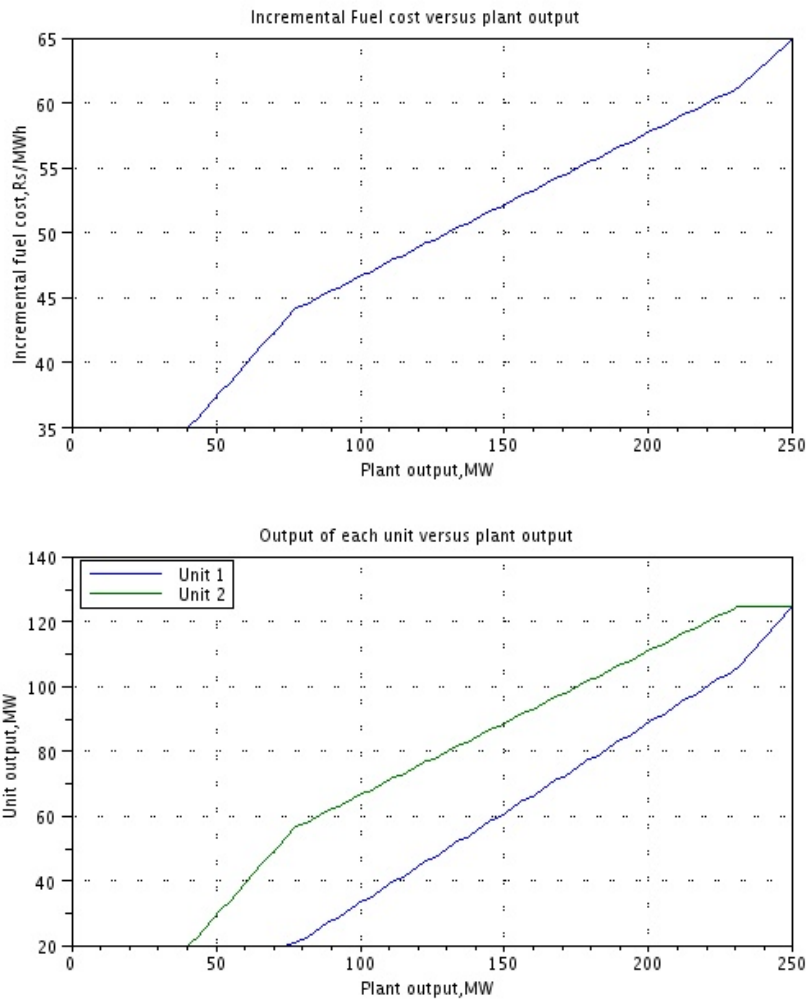 Incremental Fuel cost versus plant output
65
60
55
50
45
40
35
Incremental fuel cost,Rs/MWh
0 50 100 150 200 250
Plant output,MW
Output of each unit versus plant output
140
120
100
80
60
40
20
Unit output,MW
Unit 1
Unit 2
0 50 100 150 200 250
Plant output,MW